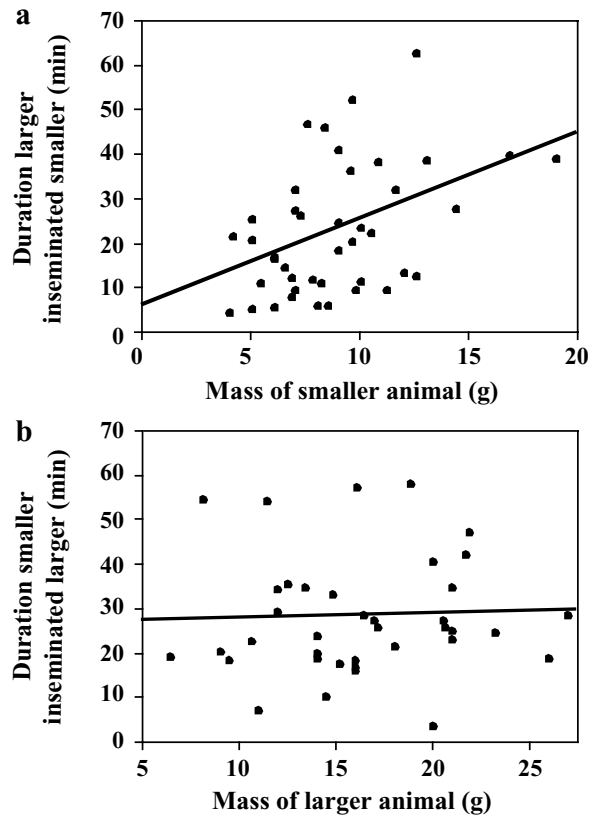 a
Duration larger
inseminated smaller (min)
70
60
50
40
30
20
10
0
0 5 10 15 20
Mass of smaller animal (g)
b
Duration smaller
inseminated larger (min)
70
60
50
40
30
20
10
0
5 10 15 20 25
Mass of larger animal (g)